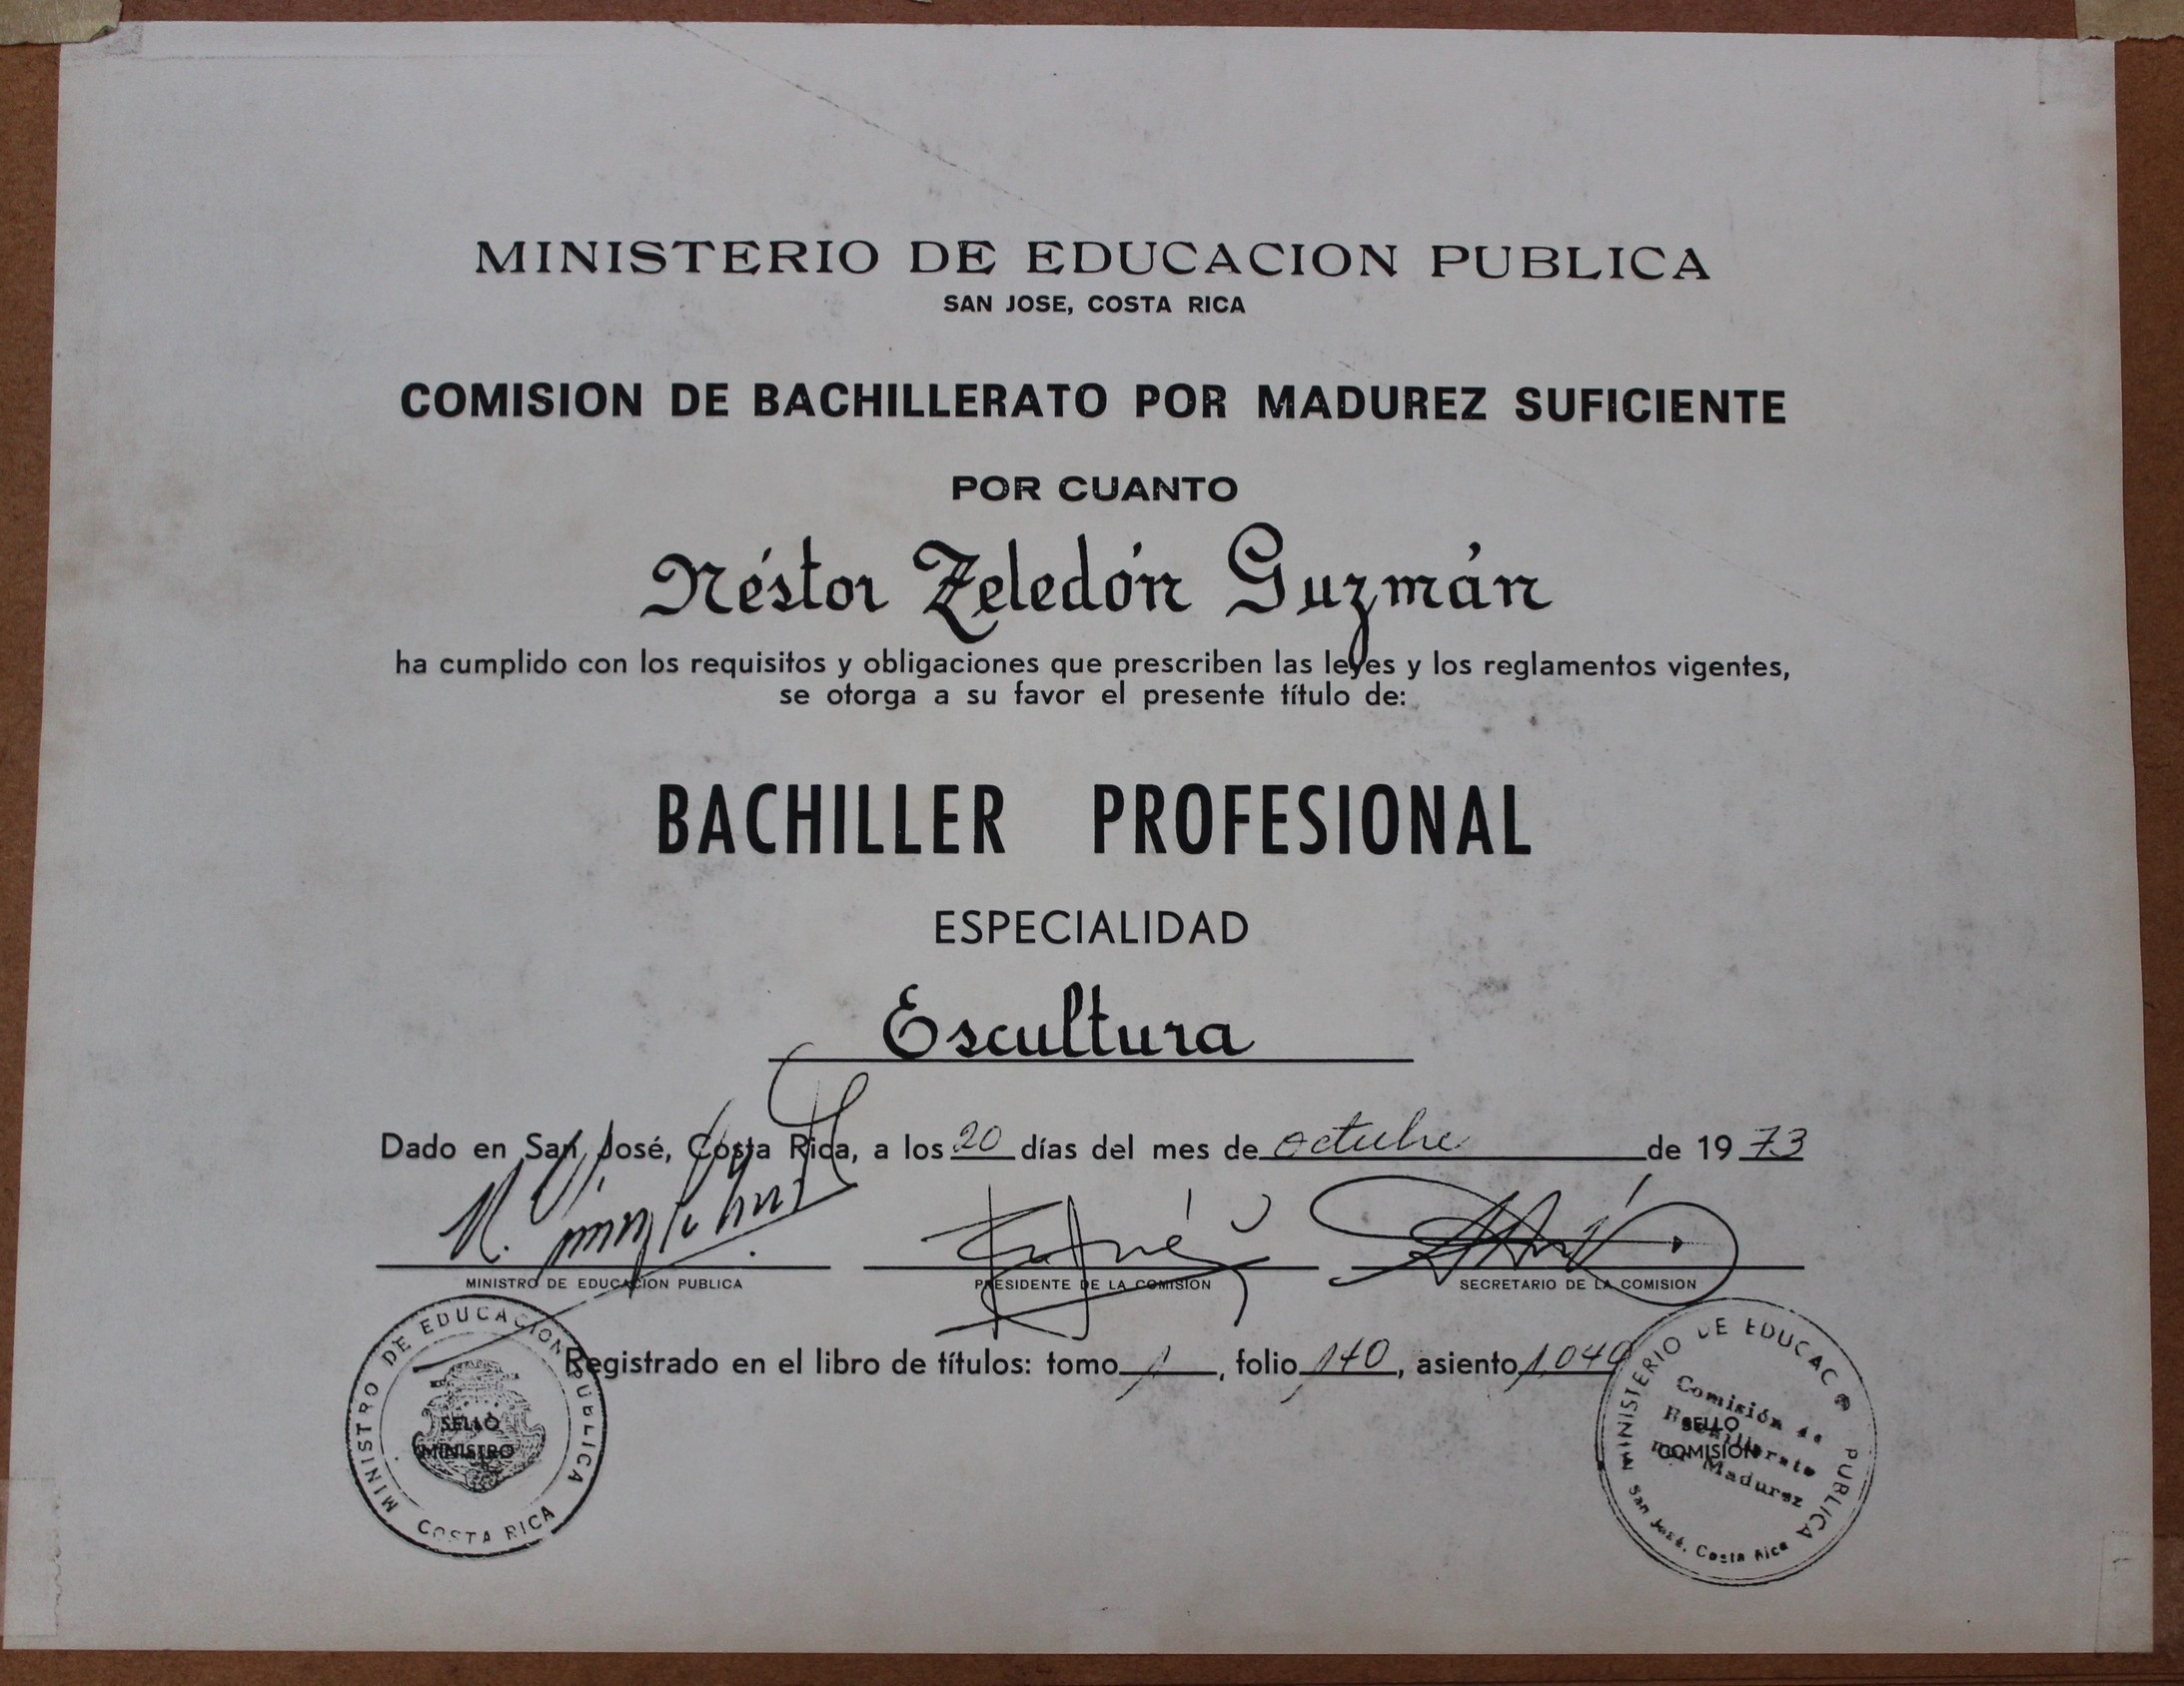 MINISTERIO DE EDUCACION PUBLICA
SAN JOSE, COSTA RICA
COMISION DE BACHILLERATO POR MADUREZ SUFICIENTE
POR CUANTO
Néstor Zeledón Guzmán
ha cumplido con los requisitos y obligaciones que prescriben las leyes y los reglamentos vigentes,
se otorga a su favor el presente título de:
BACHILLER PROFESIONAL
ESPECIALIDAD
Escultura
Dado en San José, Costa Rica, a los 20 días del mes de octubre de 1973
MINISTRO DE EDUCACION PUBLICA
PRESIDENTE DE LA COMISION
SECRETARIO DE LA COMISION
Registrado en el libro de títulos: tomo 1, folio 140, asiento 1040
MINISTRO DE EDUCACION PUBLICA
COSTA RICA
SELLO
MINISTRO
MINISTERIO DE EDUCAC PUBLICA
San José, Costa Rica
Comisión de
Bachillerato
por Madurez
SELLO
COMISION